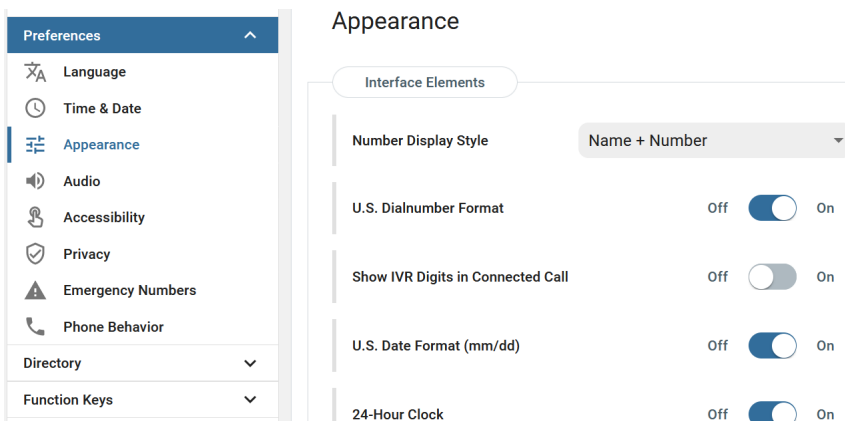 Preferences
Language
Time & Date
Appearance
Audio
Accessibility
Privacy
Emergency Numbers
Phone Behavior
Directory
Function Keys
Appearance
Interface Elements
Number Display Style Name + Number
U.S. Dialnumber Format Off On
Show IVR Digits in Connected Call Off On
U.S. Date Format (mm/dd) Off On
24-Hour Clock Off On